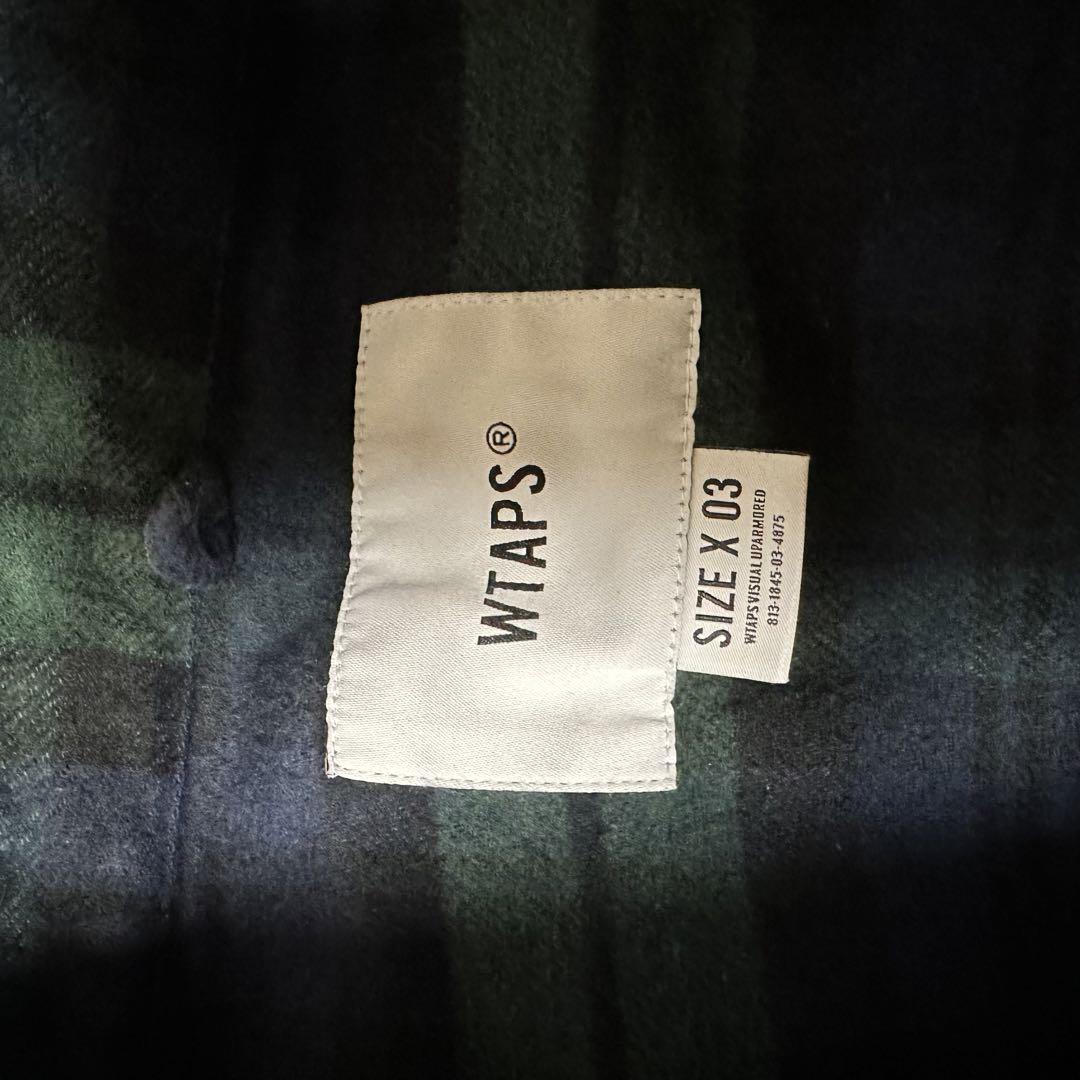 WTAPS®
SIZE X 03
WTAPS VISUAL UPARMORED
813-1845-03-4875